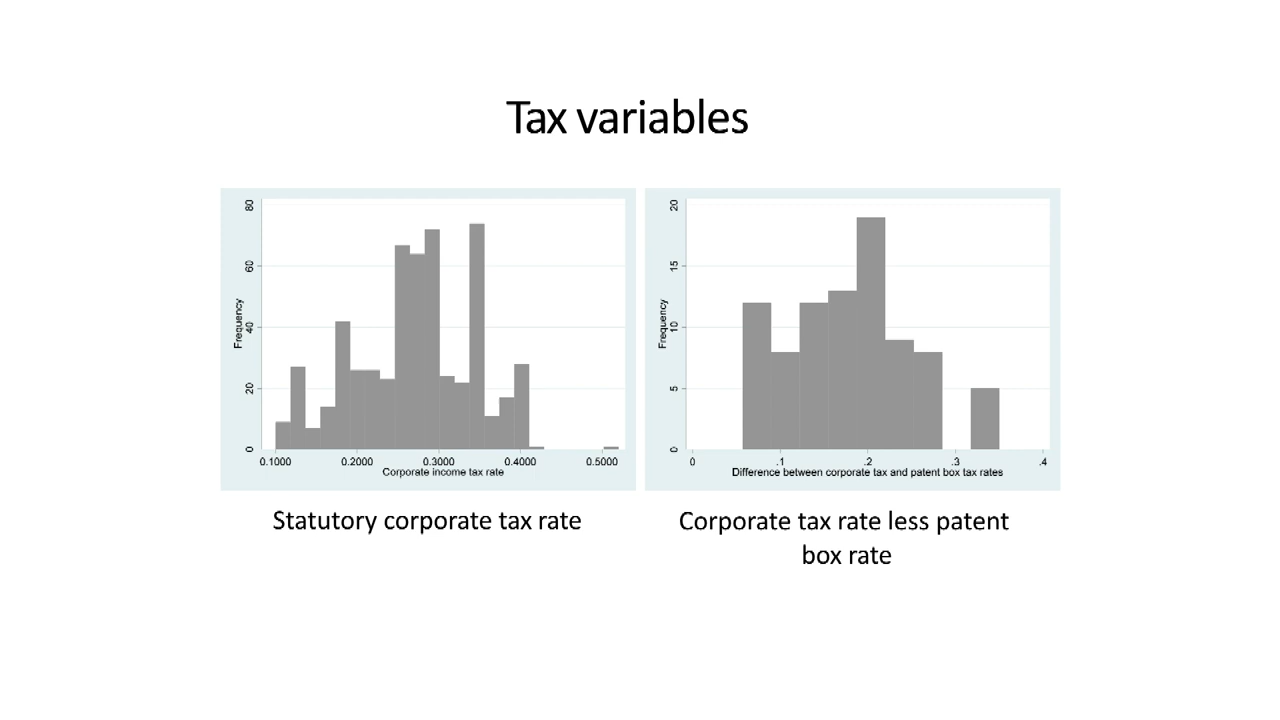 Tax variables
80
60
40
20
0
Frequency
0.1000 0.2000 0.3000 0.4000 0.5000
Corporate income tax rate
20
15
10
5
0
Frequency
0 .1 .2 .3 .4
Difference between corporate tax and patent box tax rates
Statutory corporate tax rate
Corporate tax rate less patent
box rate